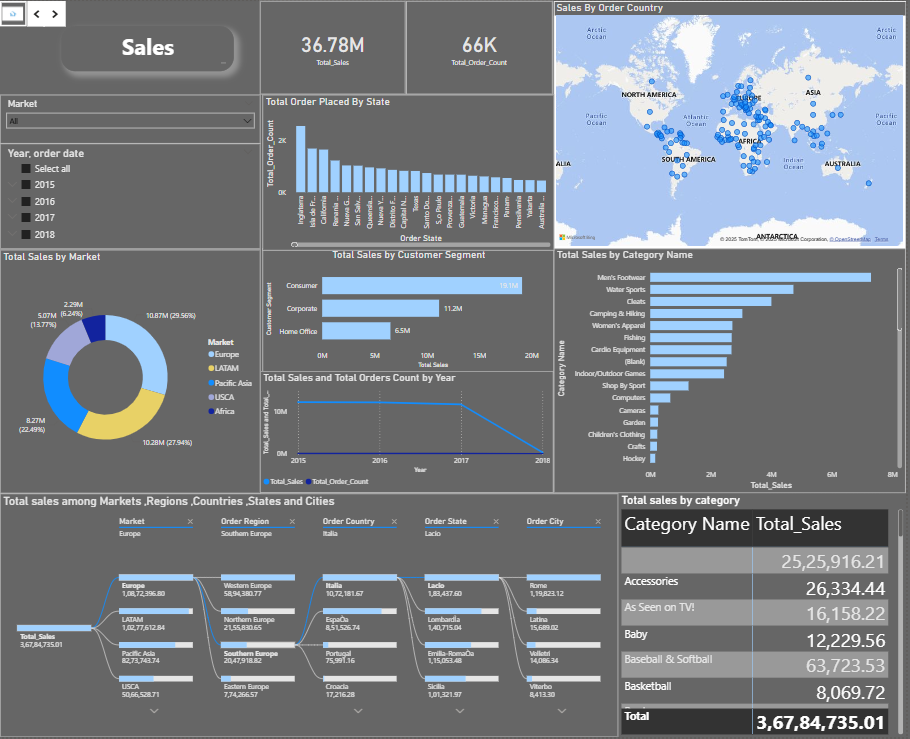 Sales
36.78M
Total_Sales
66K
Total_Order_Count
Sales By Order Country
Arctic Ocean
Arctic Ocean
NORTH AMERICA
EUROPE
ASIA
Pacific Ocean
Atlantic Ocean
Pacific Ocean
AFRICA
SOUTH AMERICA
Indian Ocean
ALIA
AUSTRALIA
ANTARCTICA
Microsoft Bing
© 2025 TomTom, © 2025 Microsoft Corporation, © OpenStreetMap Terms
Market
All
Year, order date
Select all
2015
2016
2017
2018
Total Order Placed By State
Total_Order_Count
2K
0K
Inglaterra
Isla de Fr...
California
Renania ...
Nueva G...
San Salv...
Queensla...
Nueva Y...
Distrito F...
Capital N...
Texas
Santo Do...
S_o Paulo
Provenza...
Guatemala
Victoria
Managua
Francisco...
Panam
Pensilvania
Yakarta
Australia ...
Order State
Total Sales by Market
2.29M (6.24%)
5.07M (13.77%)
10.87M (29.56%)
8.27M (22.49%)
10.28M (27.94%)
Market
Europe
LATAM
Pacific Asia
USCA
Africa
Total Sales by Customer Segment
Customer Segment
Consumer
19.1M
Corporate
11.2M
Home Office
6.5M
0M 5M 10M 15M 20M
Total Sales
Total Sales and Total Orders Count by Year
Total_Sales and Total_...
10M
0M
2015 2016 2017 2018
Year
Total_Sales Total_Order_Count
Total Sales by Category Name
Category Name
Men's Footwear
Water Sports
Cleats
Camping & Hiking
Women's Apparel
Fishing
Cardio Equipment
(Blank)
Indoor/Outdoor Games
Shop By Sport
Computers
Cameras
Garden
Children's Clothing
Crafts
Hockey
0M 2M 4M 6M 8M
Total_Sales
Total sales among Markets ,Regions ,Countries ,States and Cities
Market Order Region Order Country Order State Order City
Europe Southern Europe Italia Lacio
Total_Sales
3,67,84,735.01
Europe
1,08,72,396.80
LATAM
1,02,77,612.84
Pacific Asia
82,73,743.74
USCA
50,66,528.71
Western Europe
58,94,380.77
Northern Europe
21,55,830.65
Southern Europe
20,47,918.82
Eastern Europe
7,74,266.57
Italia
10,72,181.67
EspaÒa
8,51,526.74
Portugal
75,991.16
Croacia
17,216.28
Lacio
1,83,437.60
Lombardia
1,40,715.04
Emilia-RomaÒa
1,15,053.48
Sicilia
1,01,321.97
Rome
1,19,823.12
Latina
15,689.02
Velletri
14,086.34
Viterbo
8,413.30
Total sales by category
Category Name Total_Sales
25,25,916.21
Accessories 26,334.44
As Seen on TV! 16,158.22
Baby 12,229.56
Baseball & Softball 63,723.53
Basketball 8,069.72
Total 3,67,84,735.01